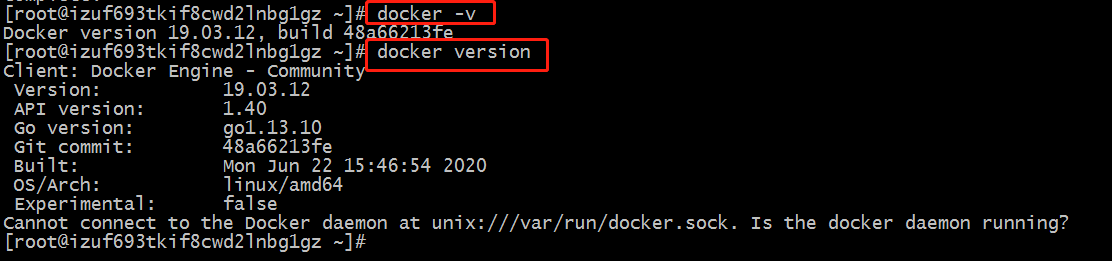 [root@izuf693tkif8cwd2lnbg1gz ~]# docker -v
Docker version 19.03.12, build 48a66213fe
[root@izuf693tkif8cwd2lnbg1gz ~]# docker version
Client: Docker Engine - Community
 Version:           19.03.12
 API version:       1.40
 Go version:        go1.13.10
 Git commit:        48a66213fe
 Built:             Mon Jun 22 15:46:54 2020
 OS/Arch:           linux/amd64
 Experimental:      false
Cannot connect to the Docker daemon at unix:///var/run/docker.sock. Is the docker daemon running?
[root@izuf693tkif8cwd2lnbg1gz ~]#